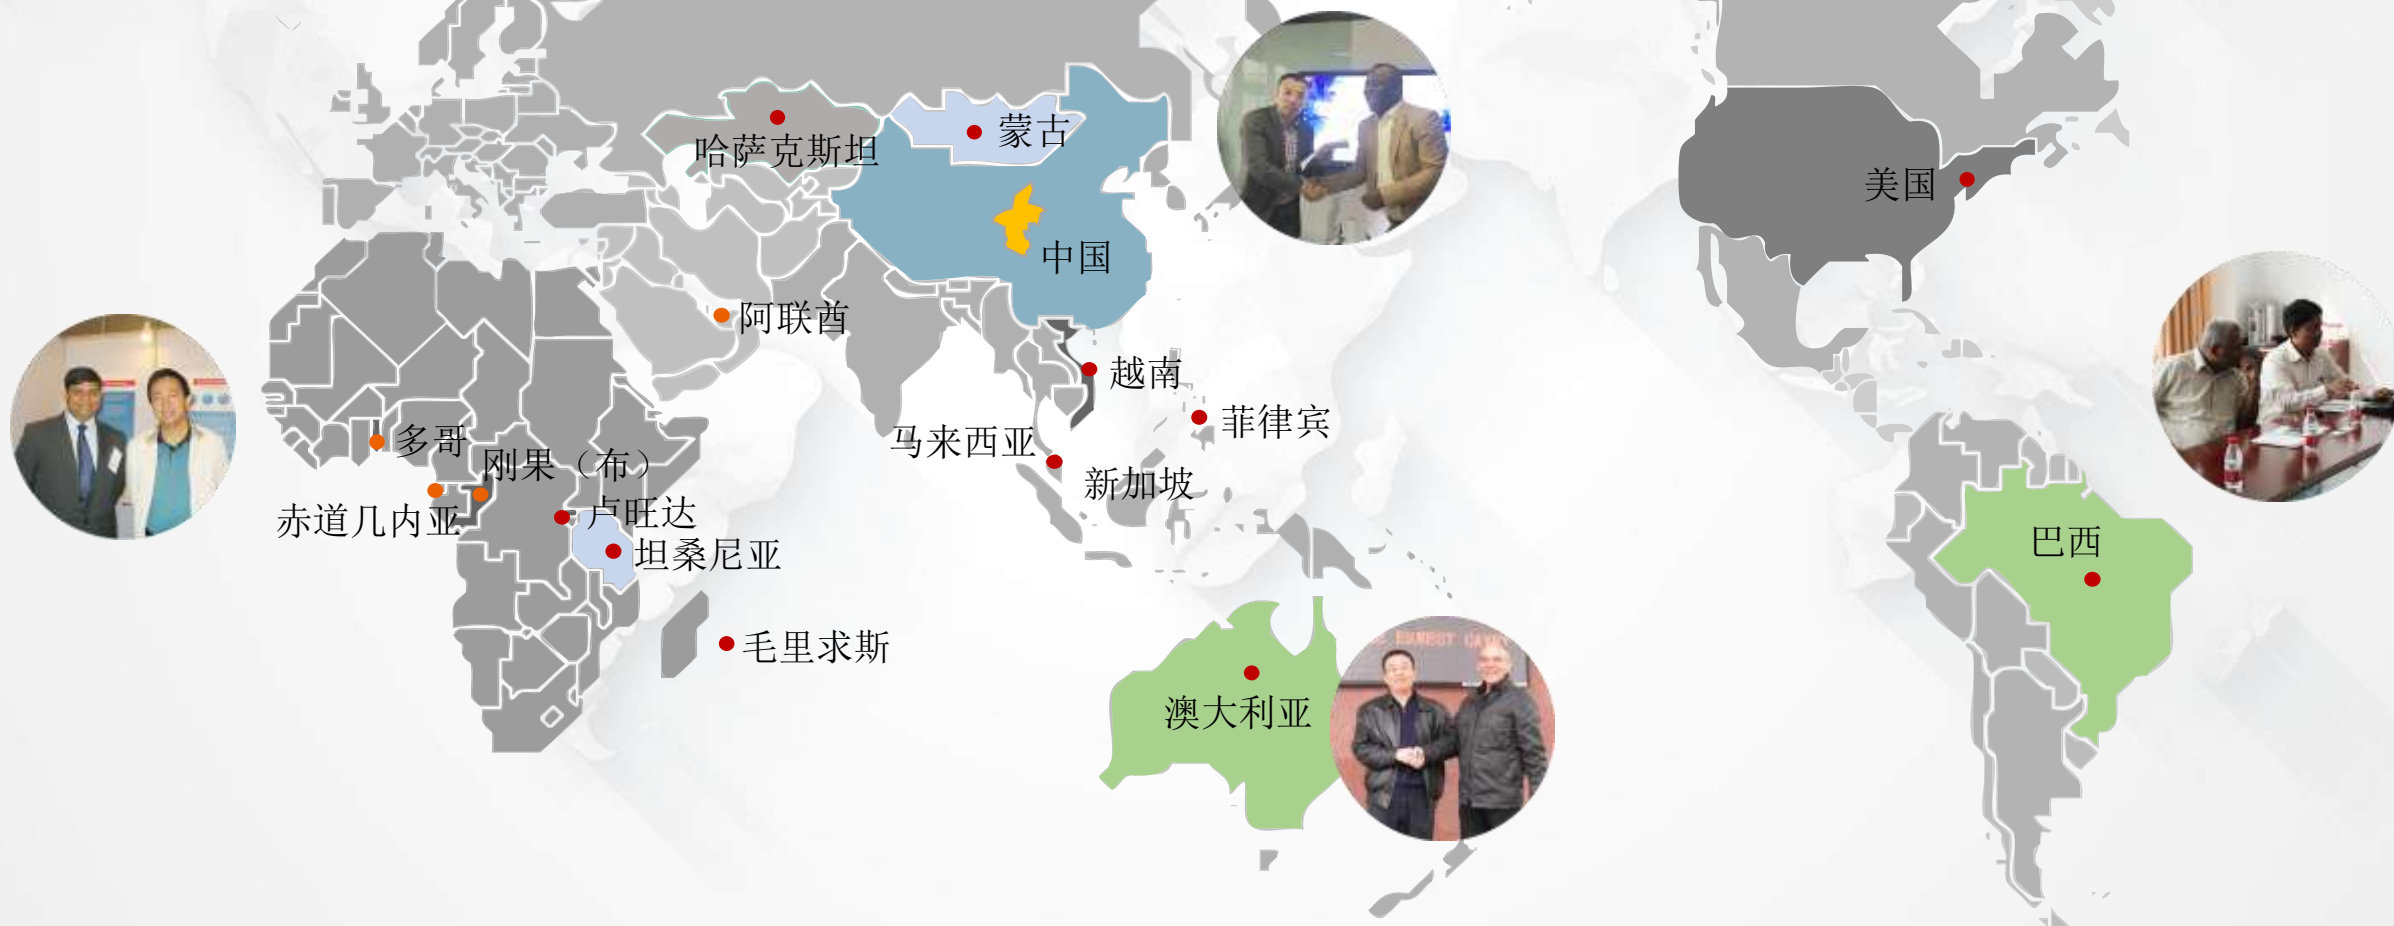 哈萨克斯坦
蒙古
美国
中国
阿联酋
越南
菲律宾
多哥
马来西亚
刚果（布）
新加坡
赤道几内亚
卢旺达
坦桑尼亚
巴西
毛里求斯
澳大利亚
ERNEST